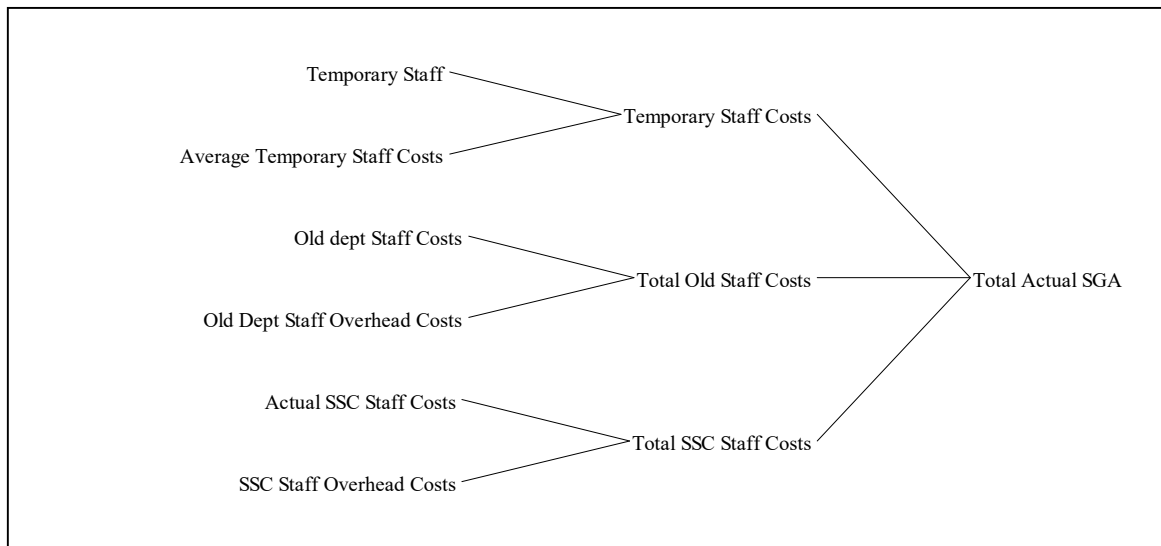 Temporary Staff
Temporary Staff Costs
Average Temporary Staff Costs
Old dept Staff Costs
Total Old Staff Costs
Total Actual SGA
Old Dept Staff Overhead Costs
Actual SSC Staff Costs
Total SSC Staff Costs
SSC Staff Overhead Costs